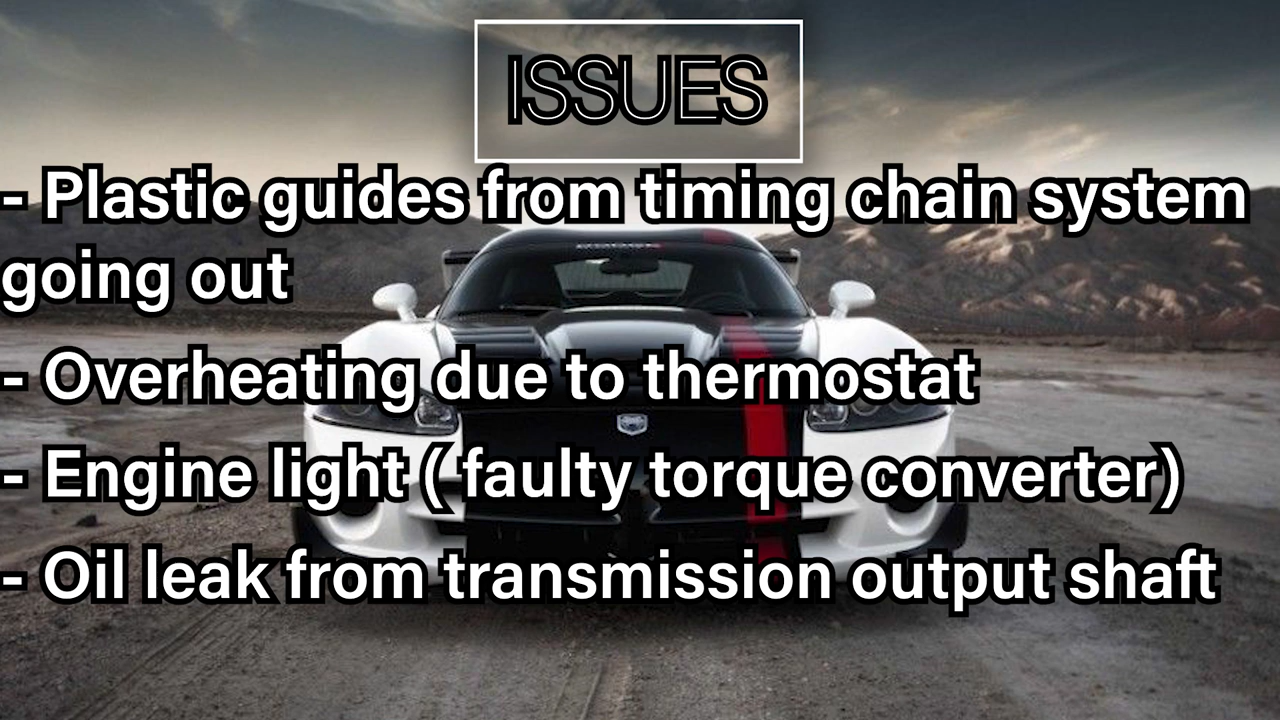 ISSUES
- Plastic guides from timing chain system
going out
- Overheating due to thermostat
- Engine light ( faulty torque converter)
- Oil leak from transmission output shaft